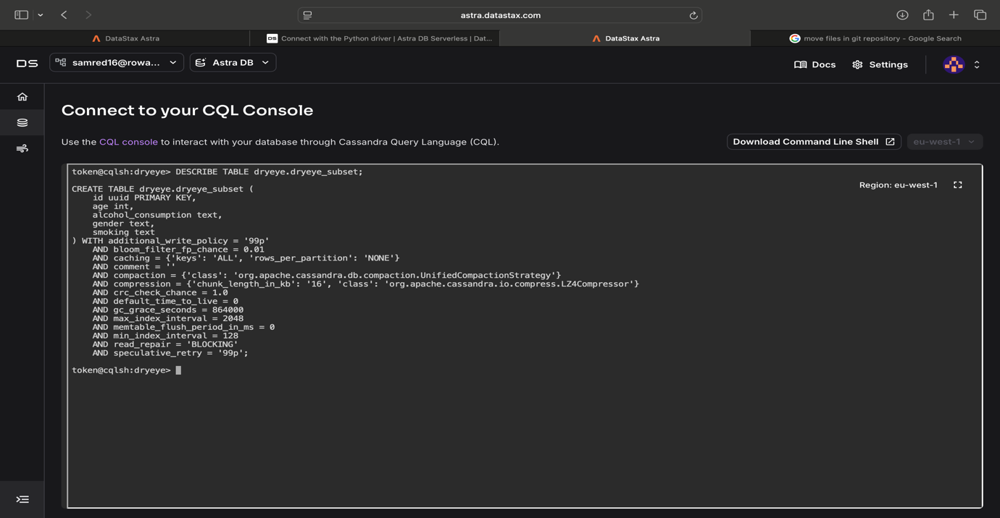 astra.datastax.com
DataStax Astra
DS Connect with the Python driver | Astra DB Serverless | Dat...
DataStax Astra
G move files in git repository - Google Search
DS
samred16@rowa...
Astra DB
Docs
Settings
Connect to your CQL Console
Use the CQL console to interact with your database through Cassandra Query Language (CQL).
Download Command Line Shell
eu-west-1
token@cqlsh:dryeye> DESCRIBE TABLE dryeye.dryeye_subset;
Region: eu-west-1
CREATE TABLE dryeye.dryeye_subset (
    id uuid PRIMARY KEY,
    age int,
    alcohol_consumption text,
    gender text,
    smoking text
) WITH additional_write_policy = '99p'
    AND bloom_filter_fp_chance = 0.01
    AND caching = {'keys': 'ALL', 'rows_per_partition': 'NONE'}
    AND comment = ''
    AND compaction = {'class': 'org.apache.cassandra.db.compaction.UnifiedCompactionStrategy'}
    AND compression = {'chunk_length_in_kb': '16', 'class': 'org.apache.cassandra.io.compress.LZ4Compressor'}
    AND crc_check_chance = 1.0
    AND default_time_to_live = 0
    AND gc_grace_seconds = 864000
    AND max_index_interval = 2048
    AND memtable_flush_period_in_ms = 0
    AND min_index_interval = 128
    AND read_repair = 'BLOCKING'
    AND speculative_retry = '99p';
token@cqlsh:dryeye>